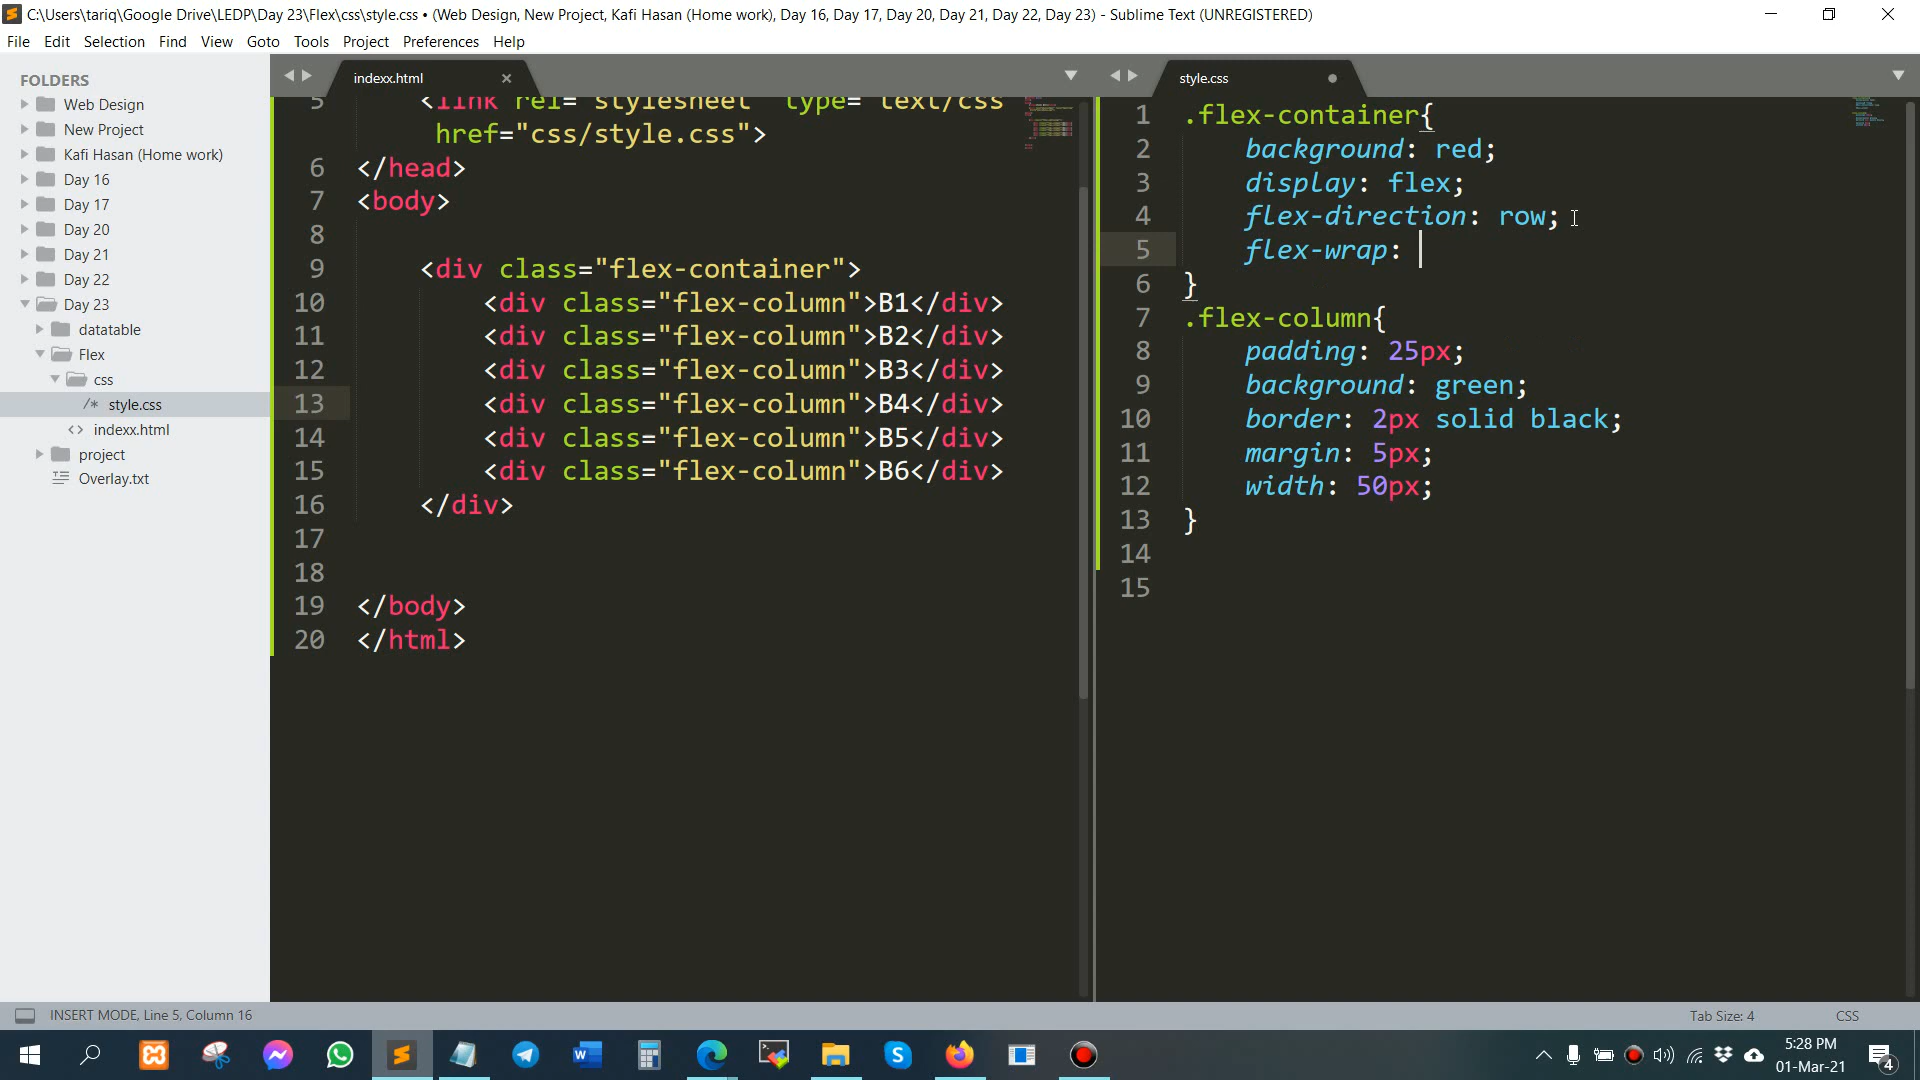 C:\Users\tariq\Google Drive\LEDP\Day 23\Flex\css\style.css • (Web Design, New Project, Kafi Hasan (Home work), Day 16, Day 17, Day 20, Day 21, Day 22, Day 23) - Sublime Text (UNREGISTERED)
File Edit Selection Find View Goto Tools Project Preferences Help
FOLDERS
Web Design
New Project
Kafi Hasan (Home work)
Day 16
Day 17
Day 20
Day 21
Day 22
Day 23
datatable
Flex
css
/* style.css
<> indexx.html
project
Overlay.txt
indexx.html
5 <link rel="stylesheet" type="text/css
href="css/style.css">
6 </head>
7 <body>
8
9 <div class="flex-container">
10 <div class="flex-column">B1</div>
11 <div class="flex-column">B2</div>
12 <div class="flex-column">B3</div>
13 <div class="flex-column">B4</div>
14 <div class="flex-column">B5</div>
15 <div class="flex-column">B6</div>
16 </div>
17
18
19 </body>
20 </html>
style.css
1 .flex-container{
2 background: red;
3 display: flex;
4 flex-direction: row;
5 flex-wrap:
6 }
7 .flex-column{
8 padding: 25px;
9 background: green;
10 border: 2px solid black;
11 margin: 5px;
12 width: 50px;
13 }
14
15
INSERT MODE, Line 5, Column 16
Tab Size: 4
CSS
5:28 PM
01-Mar-21
4